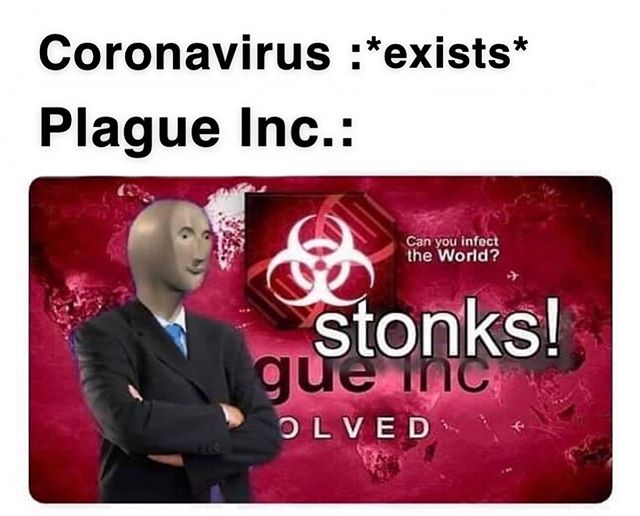 Coronavirus :*exists*
Plague Inc.:
Can you infect
the World?
stonks!
gue Inc
OLVED